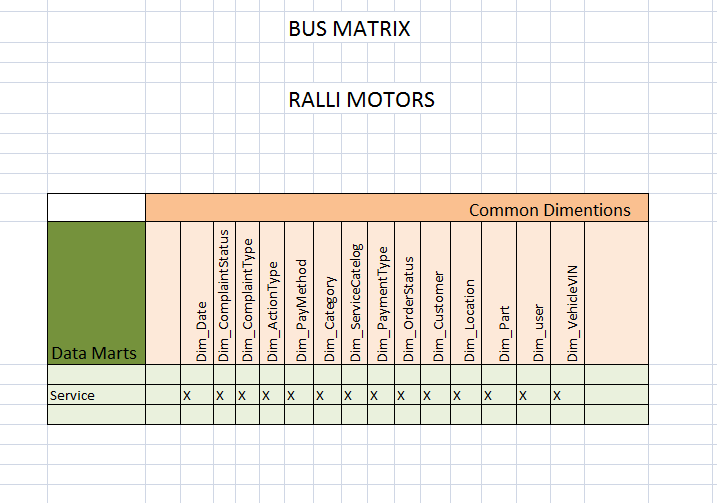 BUS MATRIX
RALLI MOTORS
Common Dimentions
Data Marts
Dim_Date
Dim_ComplaintStatus
Dim_ComplaintType
Dim_ActionType
Dim_PayMethod
Dim_Category
Dim_ServiceCatelog
Dim_PaymentType
Dim_OrderStatus
Dim_Customer
Dim_Location
Dim_Part
Dim_user
Dim_VehicleVIN
Service X X X X X X X X X X X X X X